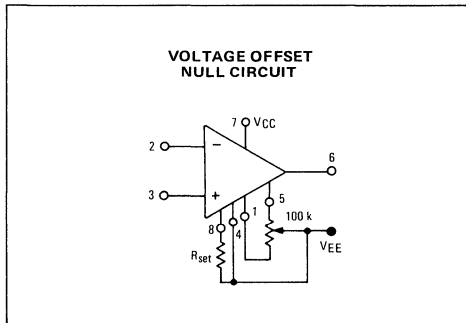 VOLTAGE OFFSET
NULL CIRCUIT
7 VCC
2 −
6
3 +
5
1
100 k
8
4
Rset
VEE